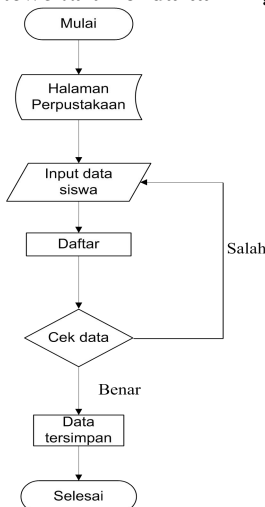 Mulai
Halaman
Perpustakaan
Input data
siswa
Daftar
Salah
Cek data
Benar
Data
tersimpan
Selesai